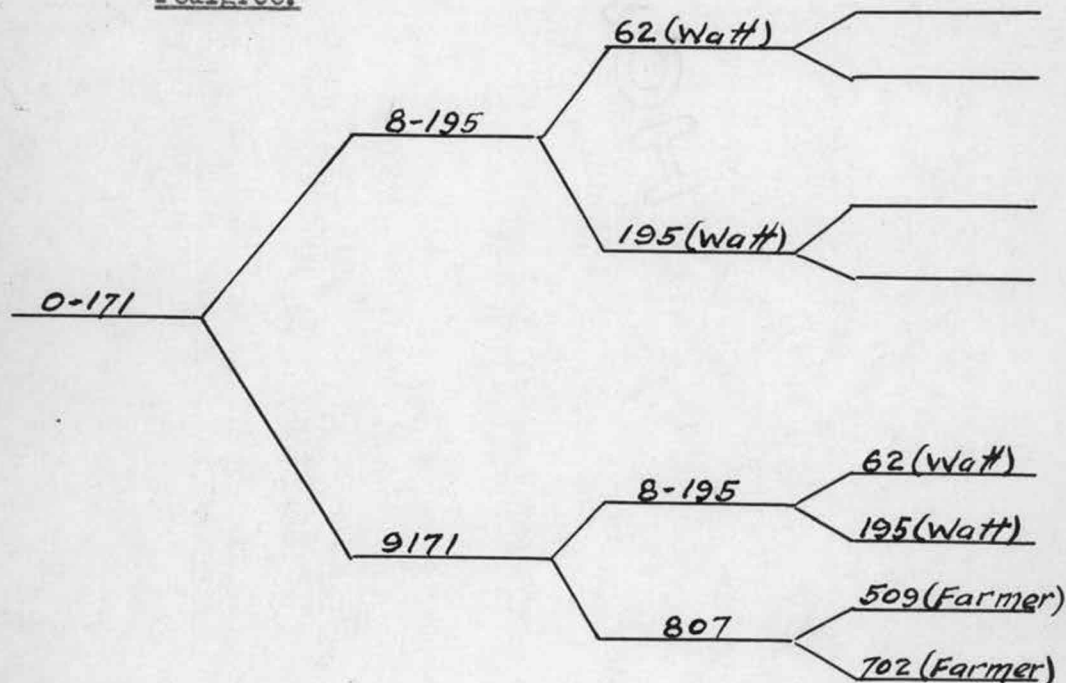 Pedigree.
62 (Watt)
8-195
195 (Watt)
0-171
62 (Watt)
8-195
195 (Watt)
9171
509 (Farmer)
807
702 (Farmer)